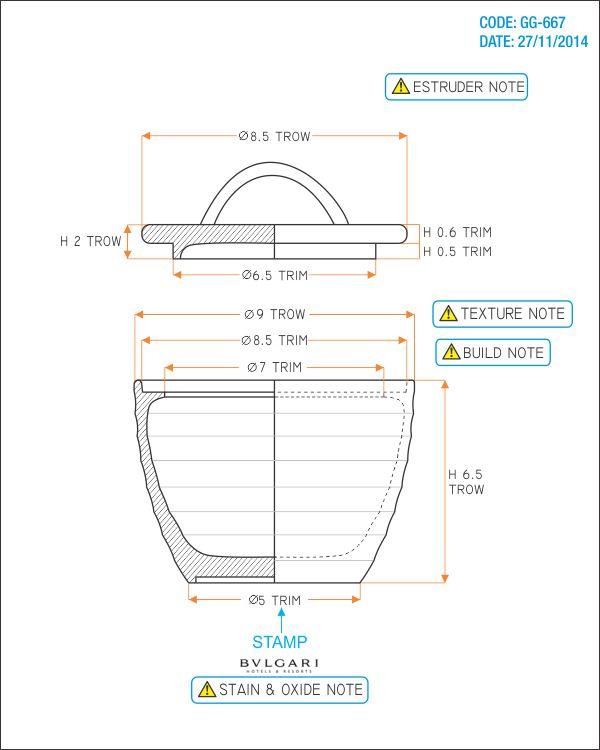 CODE: GG-667
DATE: 27/11/2014
ESTRUDER NOTE
Ø8.5 TROW
H 2 TROW
H 0.6 TRIM
H 0.5 TRIM
Ø6.5 TRIM
Ø9 TROW
TEXTURE NOTE
Ø8.5 TRIM
BUILD NOTE
Ø7 TRIM
H 6.5
TROW
Ø5 TRIM
STAMP
BVLGARI
HOTELS & RESORTS
STAIN & OXIDE NOTE